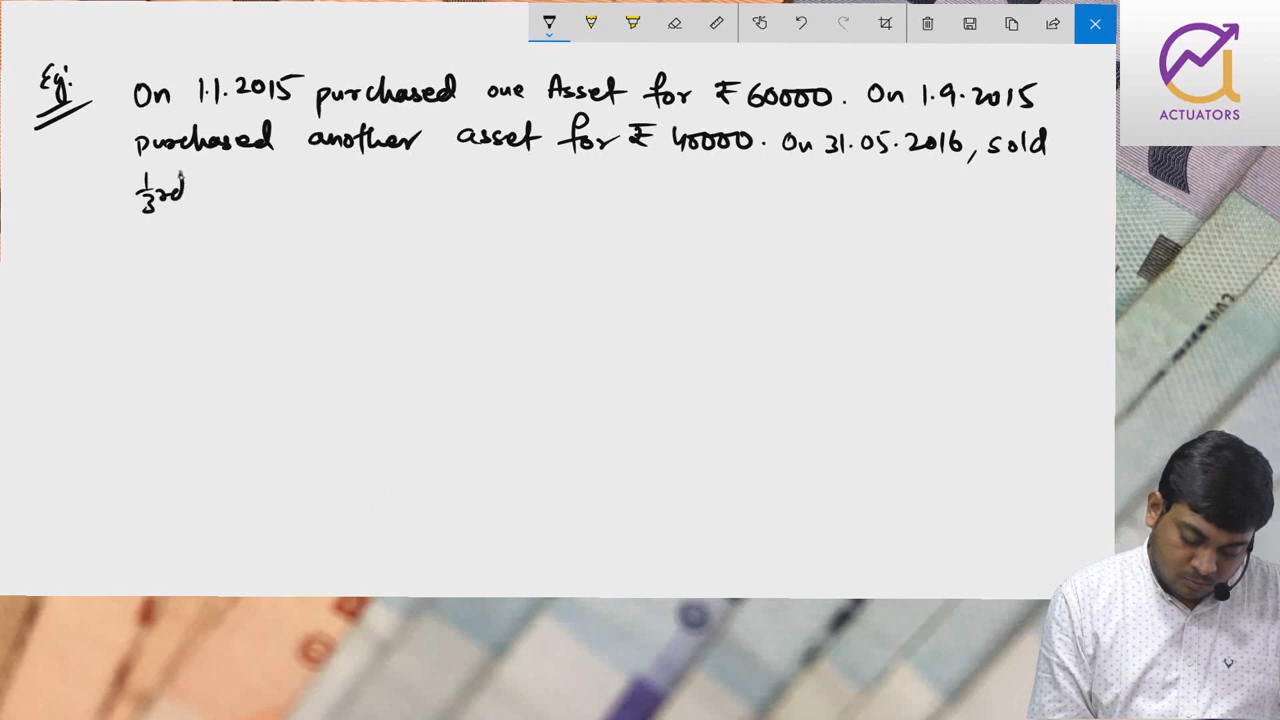 Eg:
On 1.1.2015 purchased one Asset for ₹ 60000. On 1.9.2015
purchased another asset for ₹ 40000. On 31.05.2016, sold
1/3rd
ACTUATORS